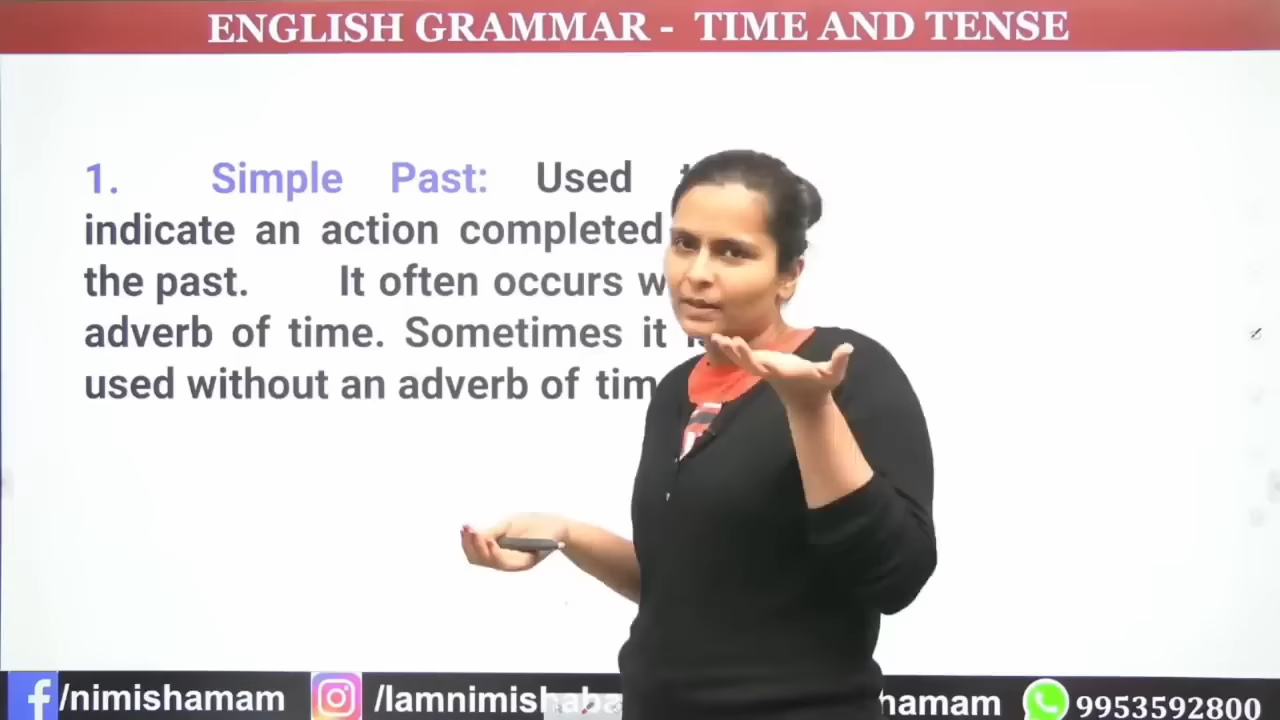 ENGLISH GRAMMAR - TIME AND TENSE
1. Simple Past: Used
indicate an action completed
the past. It often occurs w
adverb of time. Sometimes it
used without an adverb of tim
/nimishamam /Iamnimishaba hamam 9953592800